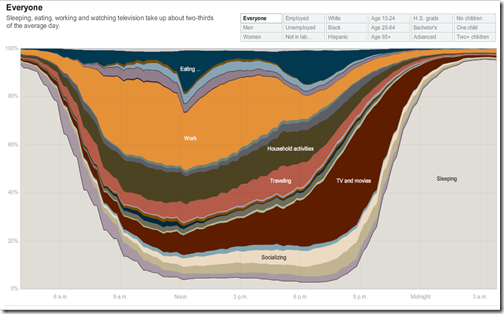 Everyone
Sleeping, eating, working and watching television take up about two-thirds
of the average day.
Everyone Employed White Age 15-24 H.S. grads No children
Men Unemployed Black Age 25-64 Bachelor's One child
Women Not in lab... Hispanic Age 65+ Advanced Two+ children
100%
Eating ...
80%
Work
60%
Household activities
Traveling
TV and movies
Sleeping
40%
20%
Socializing
0%
6 a.m. 9 a.m. Noon 3 p.m. 6 p.m. 9 p.m. Midnight 3 a.m.